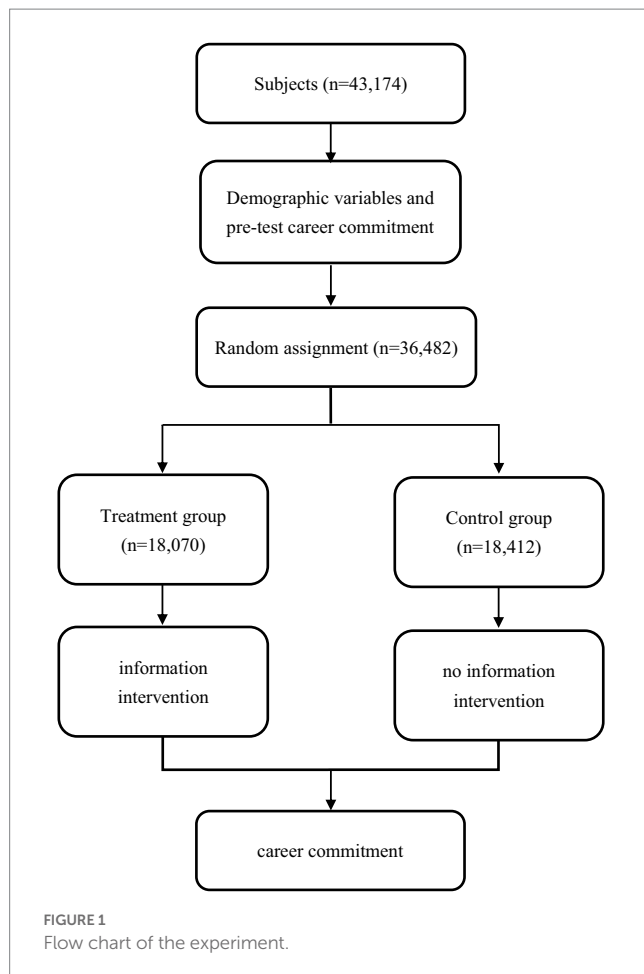 Subjects (n=43,174)
Demographic variables and
pre-test career commitment
Random assignment (n=36,482)
Treatment group
(n=18,070)
Control group
(n=18,412)
information
intervention
no information
intervention
career commitment
FIGURE 1
Flow chart of the experiment.